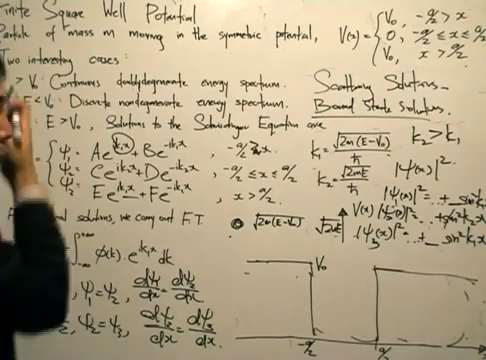 Finite Square Well Potential
Particle of mass m moving in the symmetric potential,
V(x) = { V₀, -a/2 > x
0, -a/2 ≤ x ≤ a/2
V₀, x > a/2
Two interesting cases:
> V₀: Continuous doubly degenerate energy spectrum.
E < V₀: Discrete nondegenerate energy spectrum.
Scattering Solutions
Bound State Solutions.
E > V₀, Solutions to the Schrodinger Equation are
ψ₁ = Ae^{ik₁x} + Be^{-ik₁x}, -a/2 > x
= Ce^{ik₂x} + De^{-ik₂x}, -a/2 ≤ x ≤ a/2
Ee^{ik₁x} + Fe^{-ik₁x}, x > a/2
k₁ = √2m(E-V₀) / ħ
k₂ = √2mE / ħ
k₂ > k₁
|ψ(x)|².
solutions, we carry out F.T.
∫ φ(k) · e^{ik₁x} dk
√2m(E-V₀)
√2mE
V(x)
|ψ₃(x)|² = ... + sin²k₁x
V₀
-a/2
a/2
ψ₁ = ψ₂, dψ₁/dx = dψ₂/dx
ψ₂ = ψ₃, dψ₂/dx = dψ₃/dx.